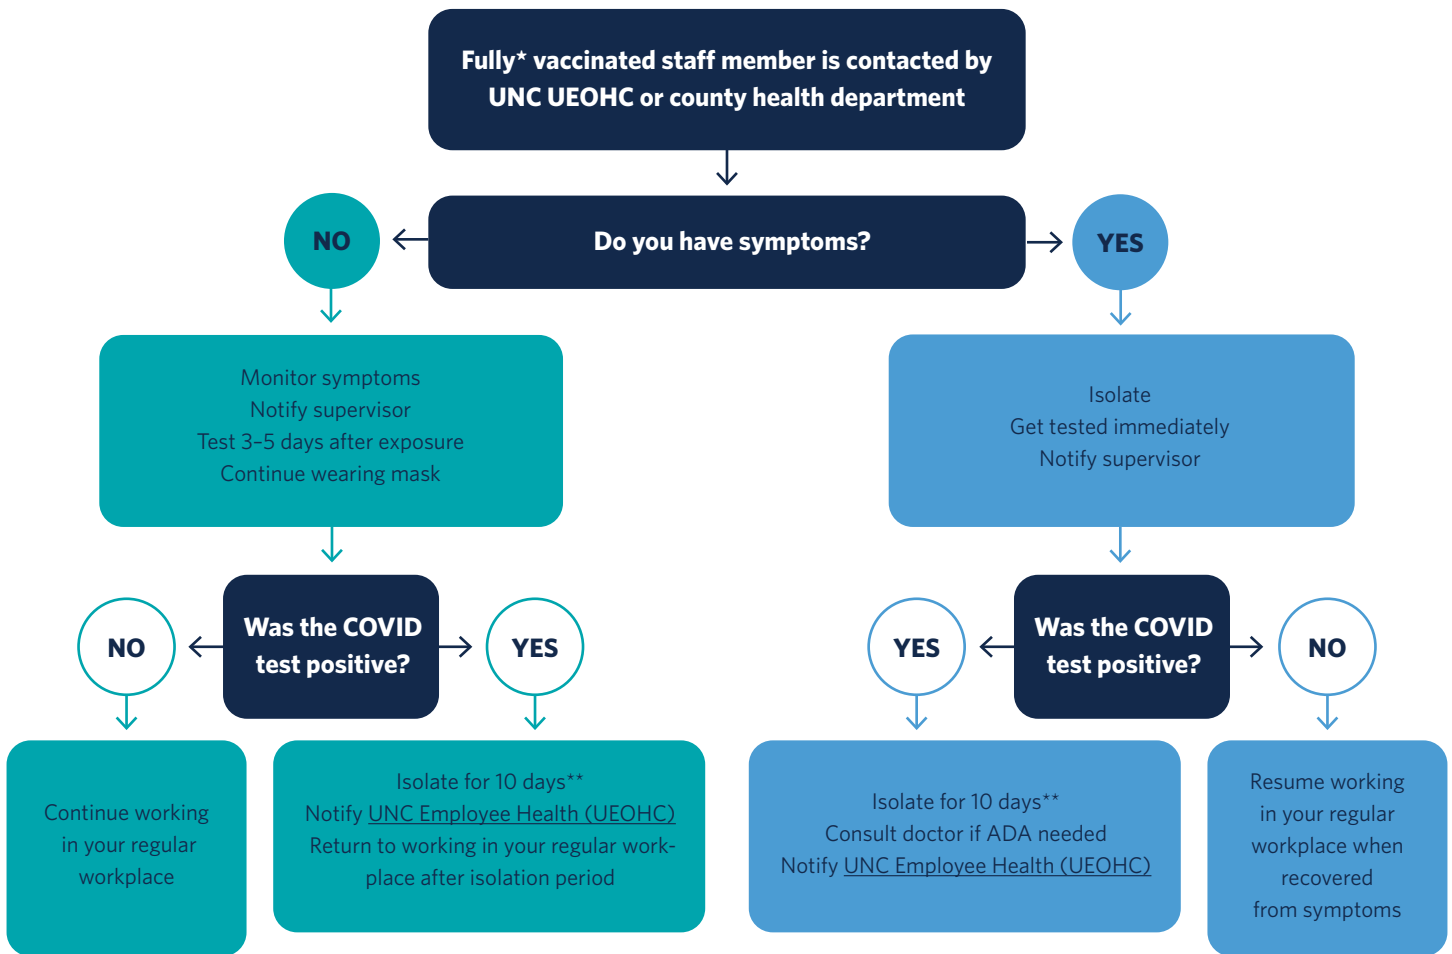 Fully* vaccinated staff member is contacted by
UNC UEOHC or county health department
NO
Do you have symptoms?
YES
Monitor symptoms
Notify supervisor
Test 3–5 days after exposure
Continue wearing mask
Isolate
Get tested immediately
Notify supervisor
NO
Was the COVID
test positive?
YES
YES
Was the COVID
test positive?
NO
Continue working
in your regular
workplace
Isolate for 10 days**
Notify UNC Employee Health (UEOHC)
Return to working in your regular work-
place after isolation period
Isolate for 10 days**
Consult doctor if ADA needed
Notify UNC Employee Health (UEOHC)
Resume working
in your regular
workplace when
recovered
from symptoms